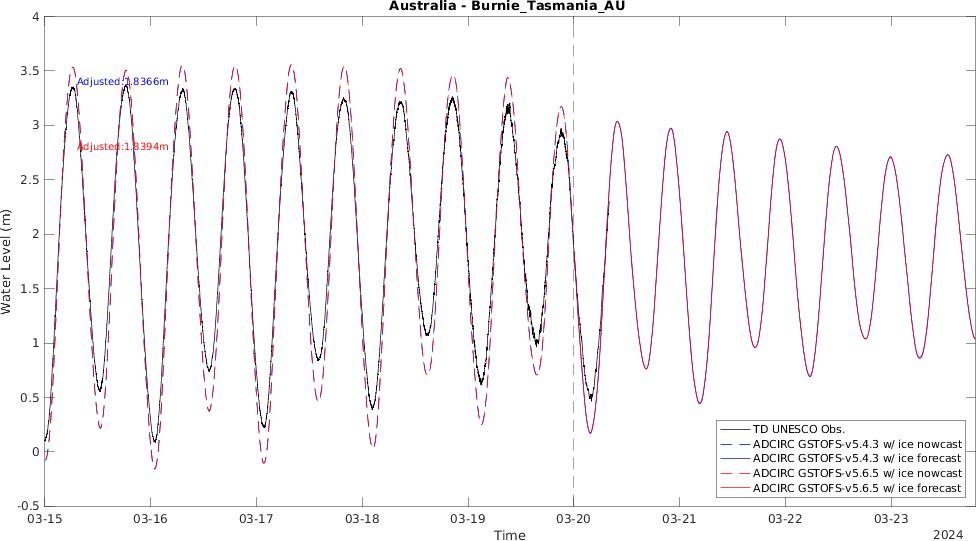 Australia - Burnie_Tasmania_AU
4
3.5
3
2.5
2
1.5
1
0.5
0
-0.5
Water Level (m)
Adjusted:1.8366m
Adjusted:1.8394m
TD UNESCO Obs.
ADCIRC GSTOFS-v5.4.3 w/ ice nowcast
ADCIRC GSTOFS-v5.4.3 w/ ice forecast
ADCIRC GSTOFS-v5.6.5 w/ ice nowcast
ADCIRC GSTOFS-v5.6.5 w/ ice forecast
03-15 03-16 03-17 03-18 03-19 03-20 03-21 03-22 03-23
Time
2024